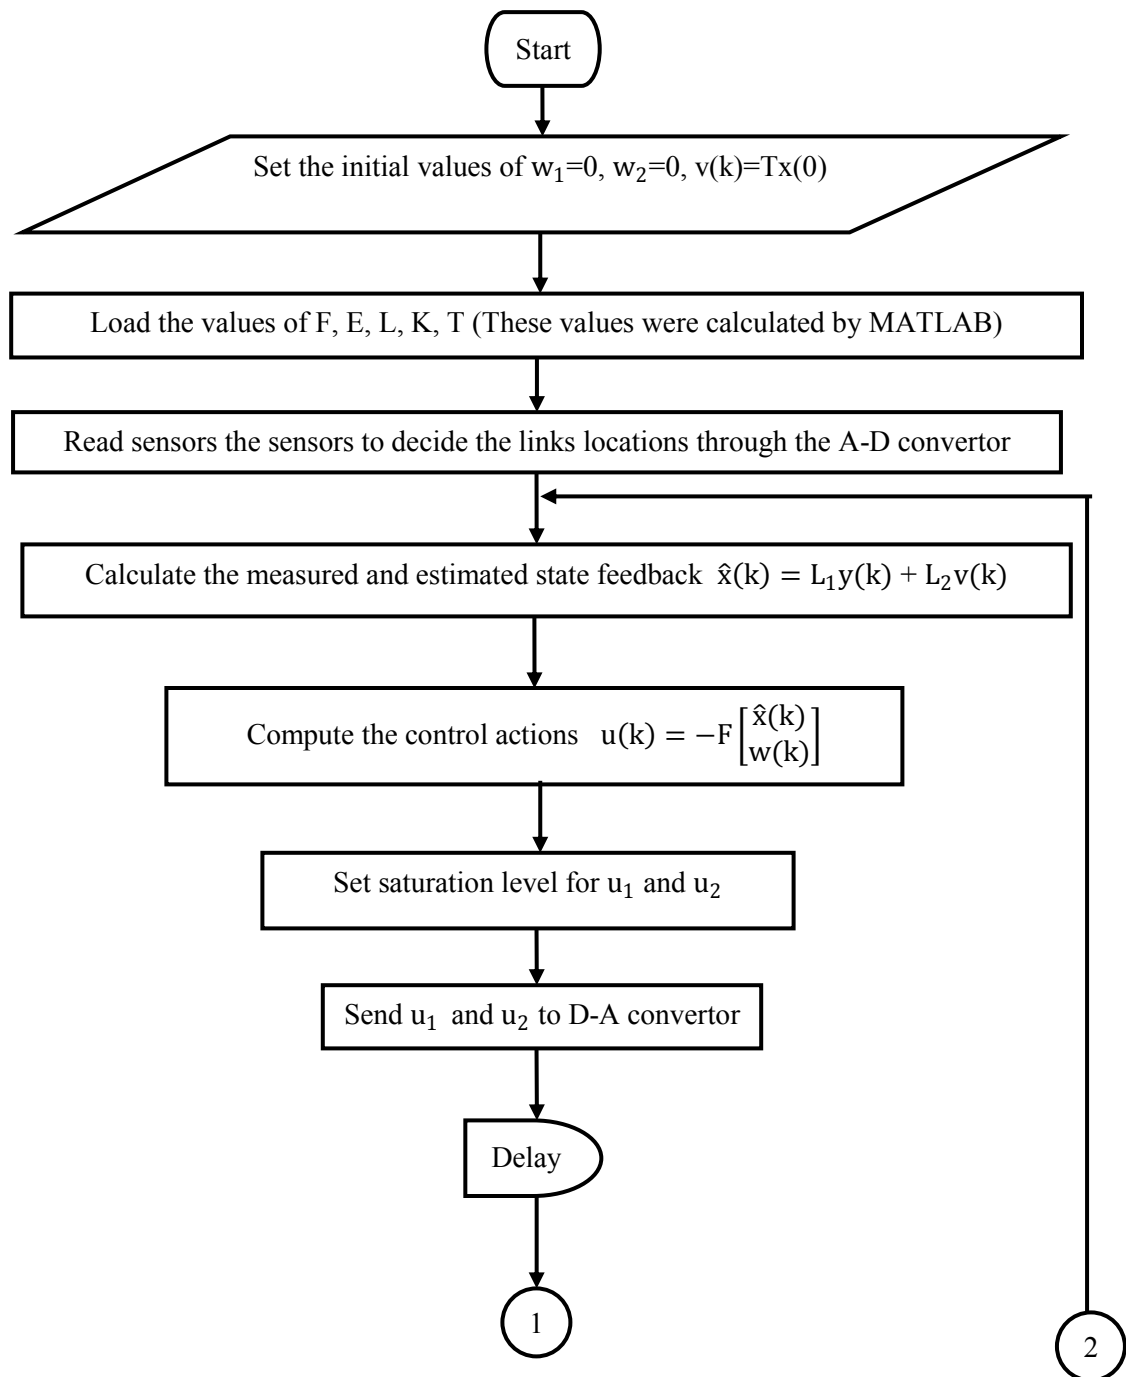 Start
Set the initial values of w₁=0, w₂=0, v(k)=Tx(0)
Load the values of F, E, L, K, T (These values were calculated by MATLAB)
Read sensors the sensors to decide the links locations through the A-D convertor
Calculate the measured and estimated state feedback x̂(k) = L₁y(k) + L₂v(k)
Compute the control actions u(k) = −F[x̂(k) w(k)]
Set saturation level for u₁ and u₂
Send u₁ and u₂ to D-A convertor
Delay
1
2